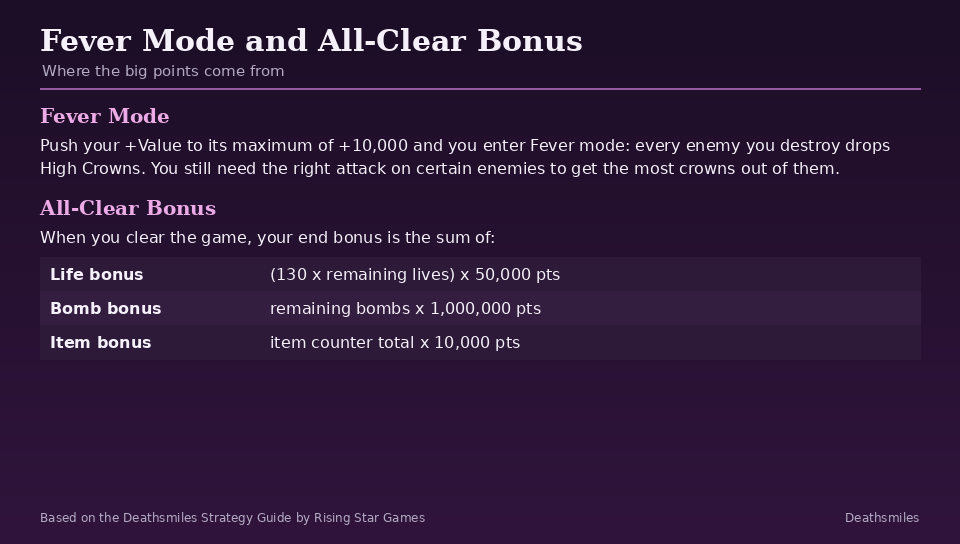 Fever Mode and All-Clear Bonus
Where the big points come from
Fever Mode
Push your +Value to its maximum of +10,000 and you enter Fever mode: every enemy you destroy drops
High Crowns. You still need the right attack on certain enemies to get the most crowns out of them.
All-Clear Bonus
When you clear the game, your end bonus is the sum of:
Life bonus (130 x remaining lives) x 50,000 pts
Bomb bonus remaining bombs x 1,000,000 pts
Item bonus item counter total x 10,000 pts
Based on the Deathsmiles Strategy Guide by Rising Star Games Deathsmiles